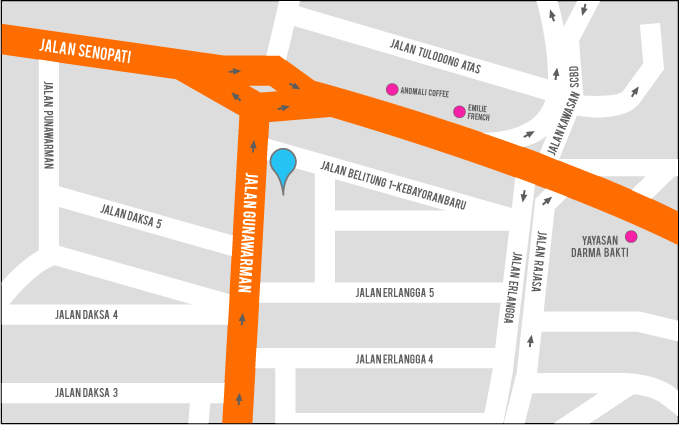 JALAN SENOPATI
JALAN TULODONG ATAS
ANOMALI COFFEE
EMILIE
FRENCH
JALAN KAWASAN SCBD
JALAN PUNAWARMAN
JALAN BELITUNG 1-KEBAYORANBARU
JALAN GUNAWARMAN
JALAN DAKSA 5
YAYASAN
DARMA BAKTI
JALAN ERLANGGA
JALAN RAJASA
JALAN ERLANGGA 5
JALAN DAKSA 4
JALAN ERLANGGA 4
JALAN DAKSA 3